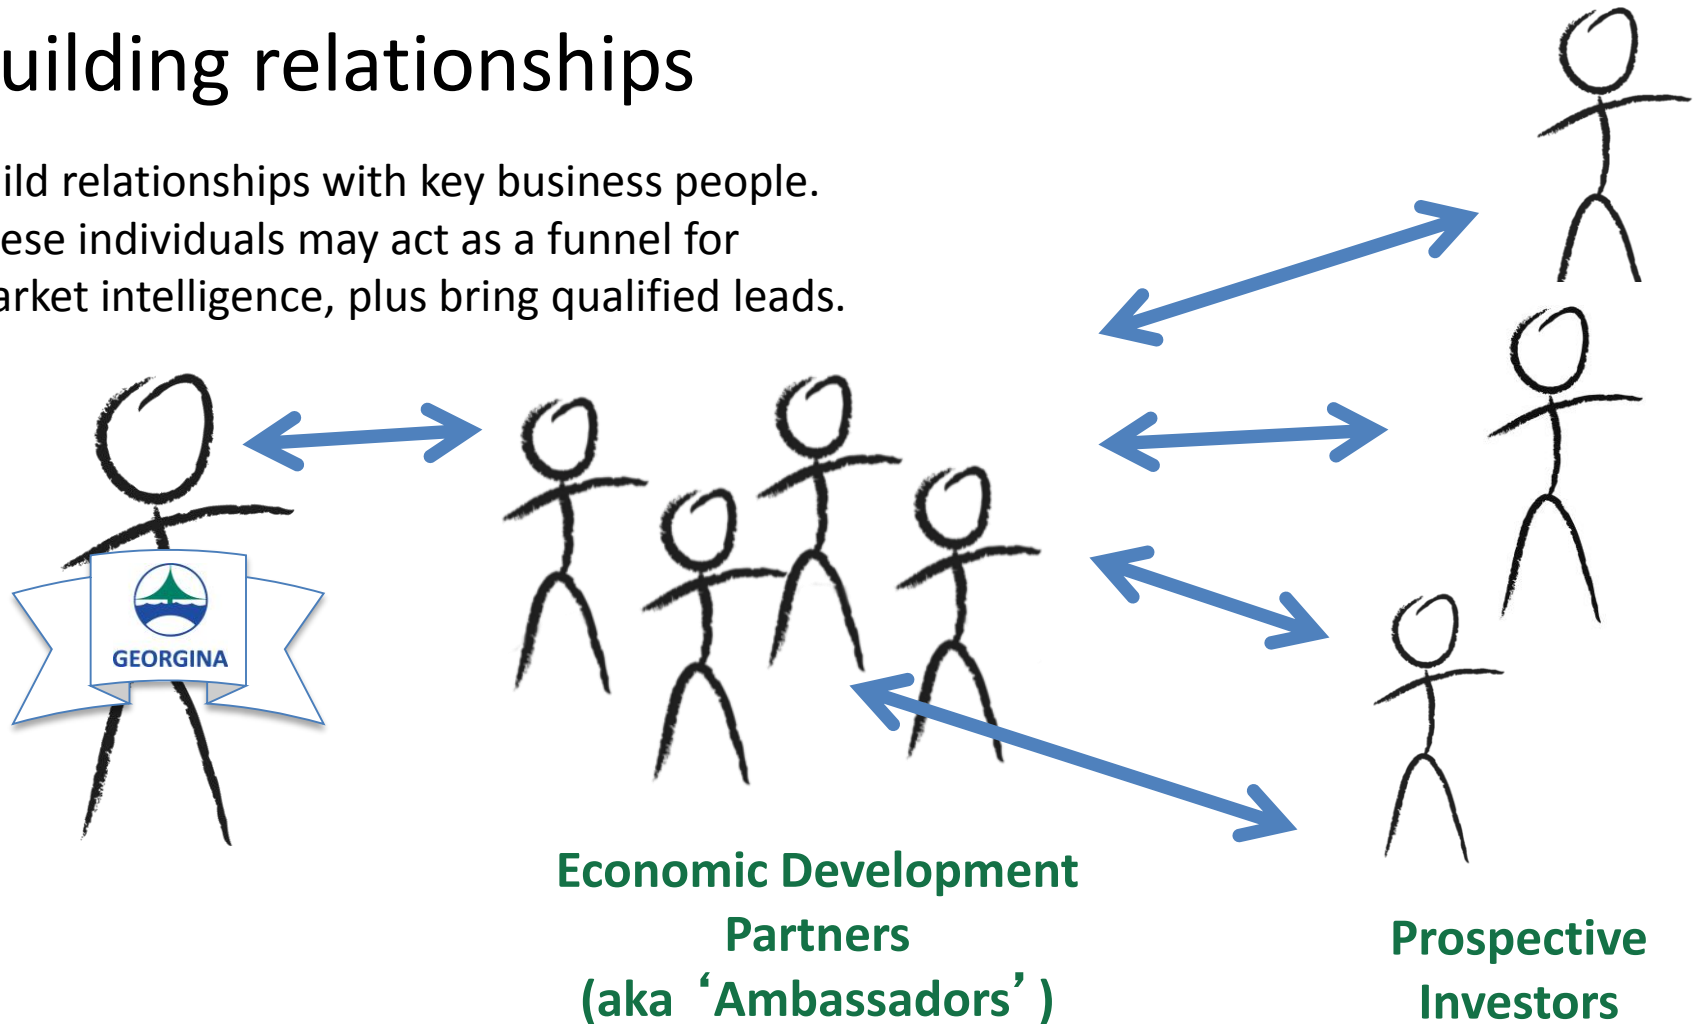 uilding relationships
ild relationships with key business people.
ese individuals may act as a funnel for
arket intelligence, plus bring qualified leads.
GEORGINA
Economic Development
Partners
(aka ‘Ambassadors’ )
Prospective
Investors